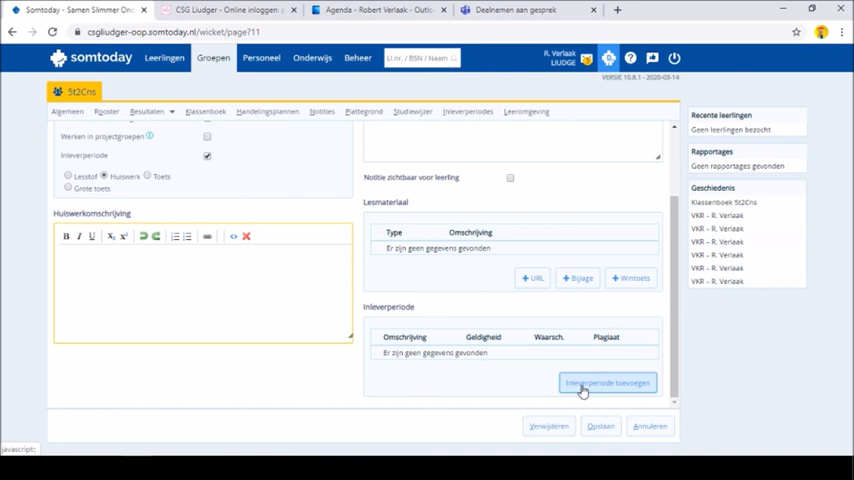 Somtoday - Samen Slimmer Ond
CSG Liudger - Online inloggen:
Agenda - Robert Verlaak - Outlo
Deelnemen aan gesprek
csgliudger-oop.somtoday.nl/wicket/page?11
somtoday
Leerlingen Groepen Onderwijs Personeel Beheer
Lt.nr. / BSN / Naam
R. Verlaak
LIUDGE
VERSIE 10.8.1 - 2020-03-14
5t2Cns
Algemeen Rooster Resultaten Klassenboek Handelingsplannen Notities Plattegrond Studiewijzer Inleverperiodes Leeromgeving
Werken in projectgroepen
Inleverperiode
Lesstof Huiswerk Toets
Grote toets
Huiswerkomschrijving
B I U X₂ X²
Notitie zichtbaar voor leerling
Lesmateriaal
Type Omschrijving
Er zijn geen gegevens gevonden
+ URL + Bijlage + Wintoets
Inleverperiode
Omschrijving Geldigheid Waarsch. Plagiaat
Er zijn geen gegevens gevonden
Inleverperiode toevoegen
Verwijderen Opslaan Annuleren
Recente leerlingen
Geen leerlingen bezocht
Rapportages
Geen rapportages gevonden
Geschiedenis
Klassenboek 5t2Cns
VKR - R. Verlaak
VKR - R. Verlaak
VKR - R. Verlaak
VKR - R. Verlaak
VKR - R. Verlaak
VKR - R. Verlaak
javascript: